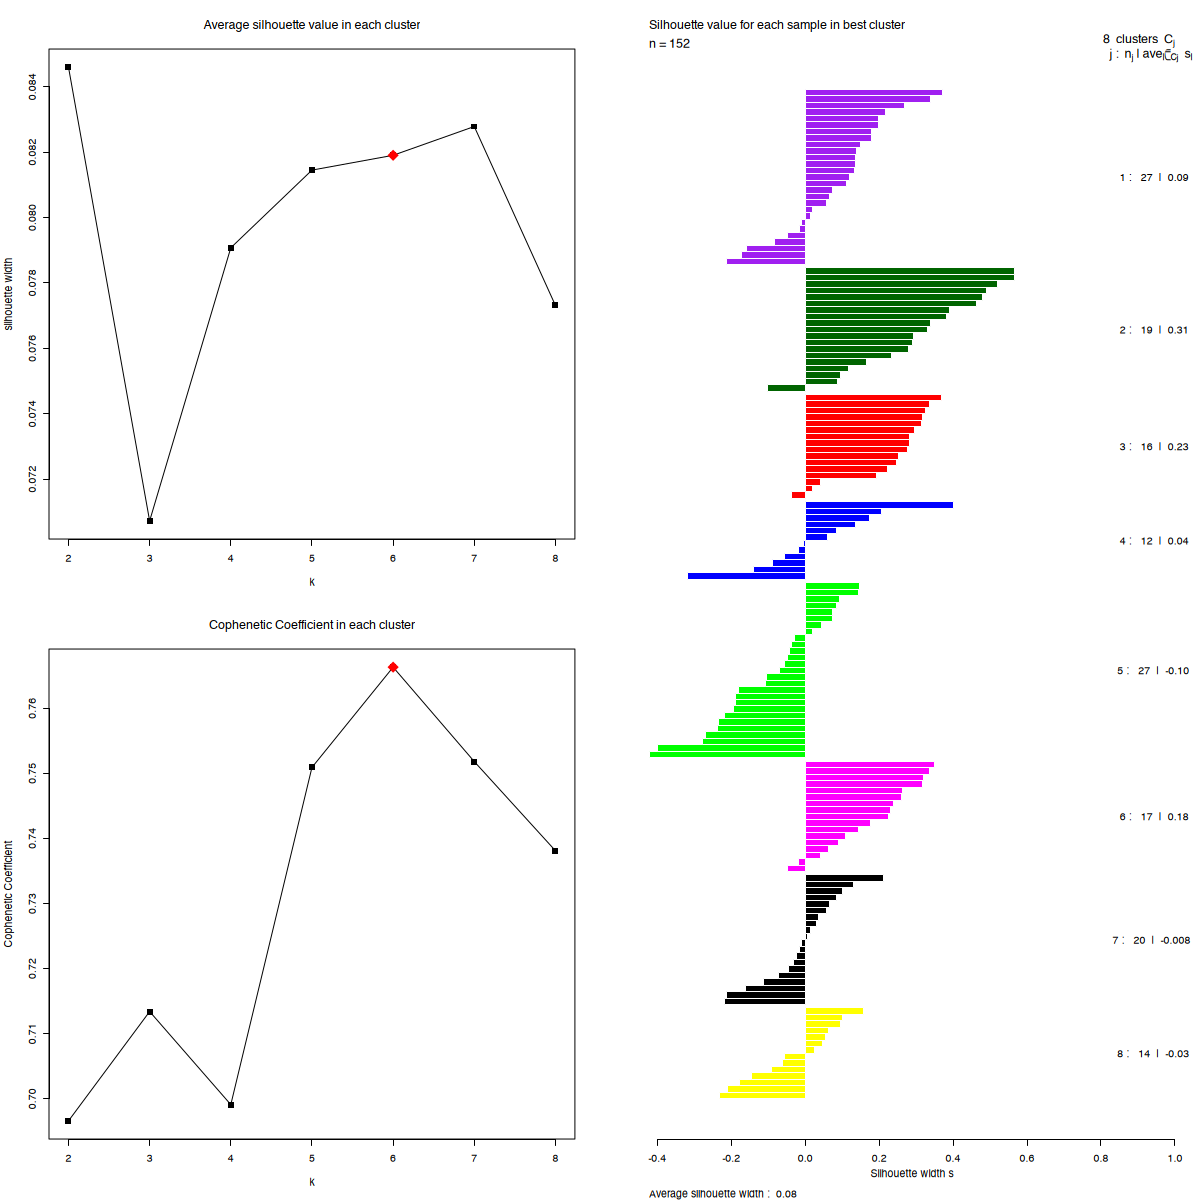 Average silhouette value in each cluster
silhouette width
0.084
0.082
0.080
0.078
0.076
0.074
0.072
2 3 4 5 6 7 8
k
Cophenetic Coefficient in each cluster
Cophenetic Coefficient
0.76
0.75
0.74
0.73
0.72
0.71
0.70
2 3 4 5 6 7 8
k
Silhouette value for each sample in best cluster
n = 152
8 clusters Cj
j : nj | avei∈Cj si
1 : 27 | 0.09
2 : 19 | 0.31
3 : 16 | 0.23
4 : 12 | 0.04
5 : 27 | -0.10
6 : 17 | 0.18
7 : 20 | -0.008
8 : 14 | -0.03
-0.4 -0.2 0.0 0.2 0.4 0.6 0.8 1.0
Silhouette width s
Average silhouette width : 0.08